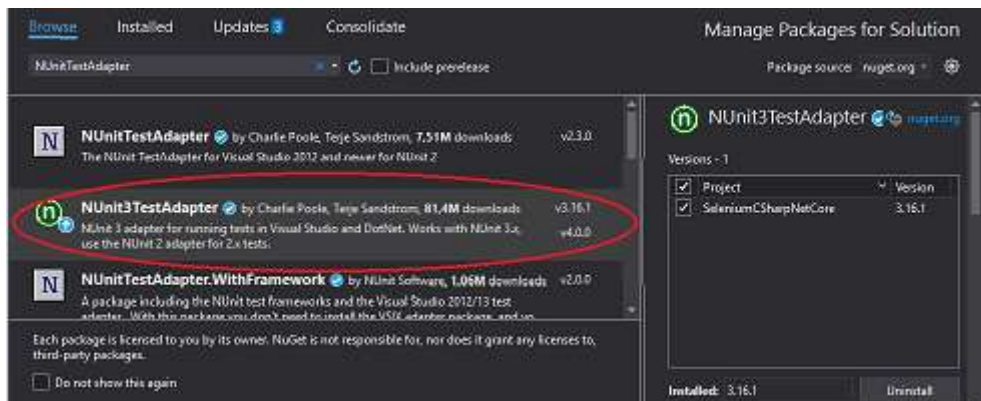 Browse Installed Updates 3 Consolidate
Manage Packages for Solution
NUnitTestAdapter
Include prerelease
Package source: nuget.org
N
NUnitTestAdapter by Charlie Poole, Terje Sandstrom, 7,51M downloads v2.3.0
The NUnit TestAdapter for Visual Studio 2012 and newer for NUnit 2
n
NUnit3TestAdapter by Charlie Poole, Terje Sandstrom, 81,4M downloads v3.16.1
NUnit 3 adapter for running tests in Visual Studio and DotNet. Works with NUnit 3.x, v4.0.0
use the NUnit 2 adapter for 2.x tests.
N
NUnitTestAdapter.WithFramework by NUnit Software, 1,06M downloads v2.0.0
A package including the NUnit test frameworks and the Visual Studio 2012/13 test
adapter. With this package you don't need to install the VSIX adapter package, and you
Each package is licensed to you by its owner. NuGet is not responsible for, nor does it grant any licenses to,
third-party packages.
Do not show this again
n
NUnit3TestAdapter nuget.org
Versions - 1
Project Version
SeleniumCSharpNetCore 3.16.1
Installed: 3.16.1 Uninstall